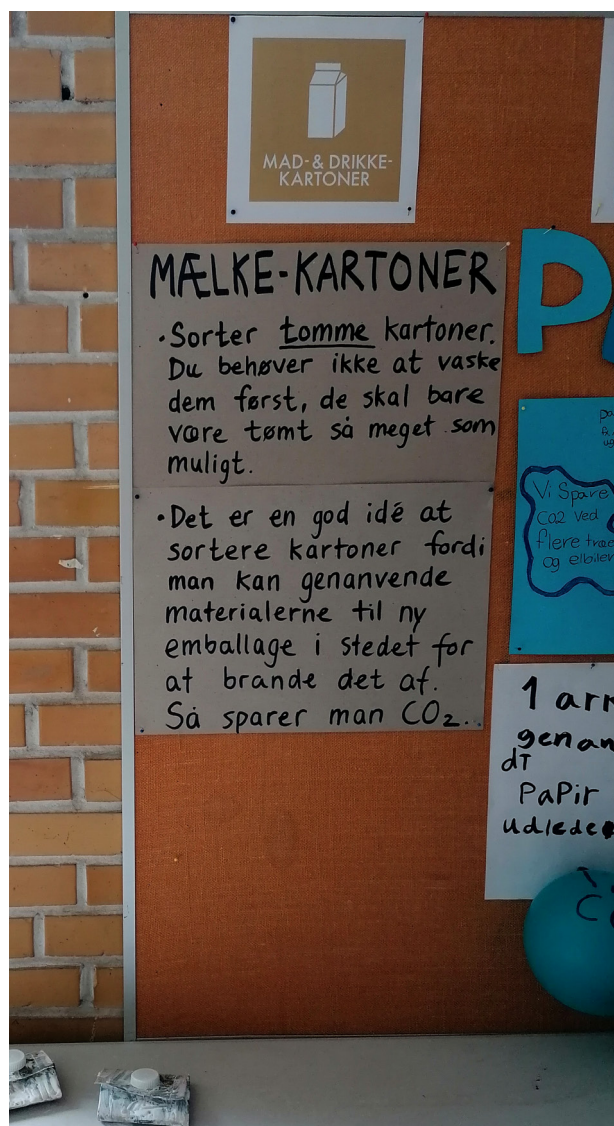 MAD- & DRIKKE-
KARTONER
MÆLKE-KARTONER
• Sorter tomme kartoner.
Du behøver ikke at vaske
dem først, de skal bare
være tømt så meget som
muligt.
• Det er en god idé at
sortere kartoner fordi
man kan genanvende
materialerne til ny
emballage i stedet for
at brande det af.
Så sparer man CO2.
Vi Spare
CO2 Ved
flere træe
og elbiler
1 arr
genan
dT
PaPir
udlede